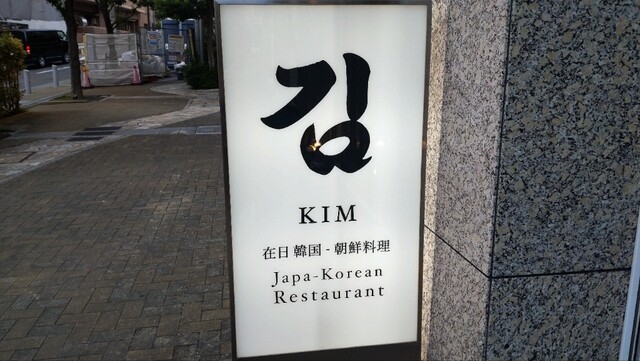 김
KIM
在日 韓国 - 朝鮮料理
Japa-Korean
Restaurant